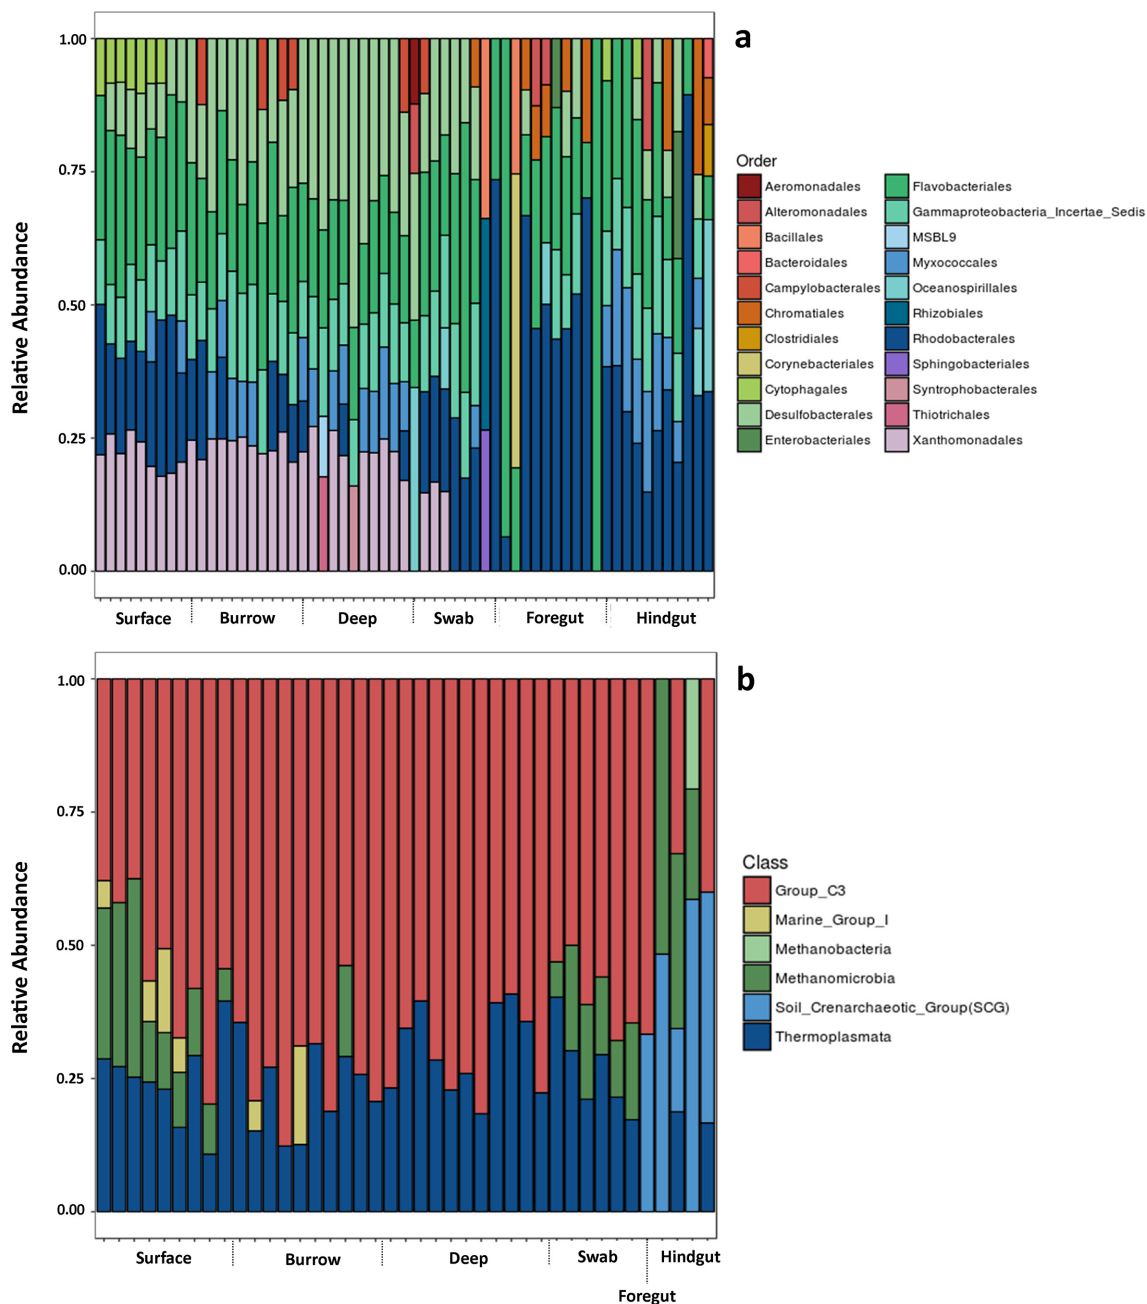 a
1.00
0.75
0.50
0.25
0.00
Relative Abundance
Surface Burrow Deep Swab Foregut Hindgut
Order
Aeromonadales Flavobacteriales
Alteromonadales Gammaproteobacteria_Incertae_Sedis
Bacillales MSBL9
Bacteroidales Myxococcales
Campylobacterales Oceanospirillales
Chromatiales Rhizobiales
Clostridiales Rhodobacterales
Corynebacteriales Sphingobacteriales
Cytophagales Syntrophobacterales
Desulfobacterales Thiotrichales
Enterobacteriales Xanthomonadales
b
1.00
0.75
0.50
0.25
0.00
Relative Abundance
Surface Burrow Deep Swab Hindgut
Foregut
Class
Group_C3
Marine_Group_I
Methanobacteria
Methanomicrobia
Soil_Crenarchaeotic_Group(SCG)
Thermoplasmata